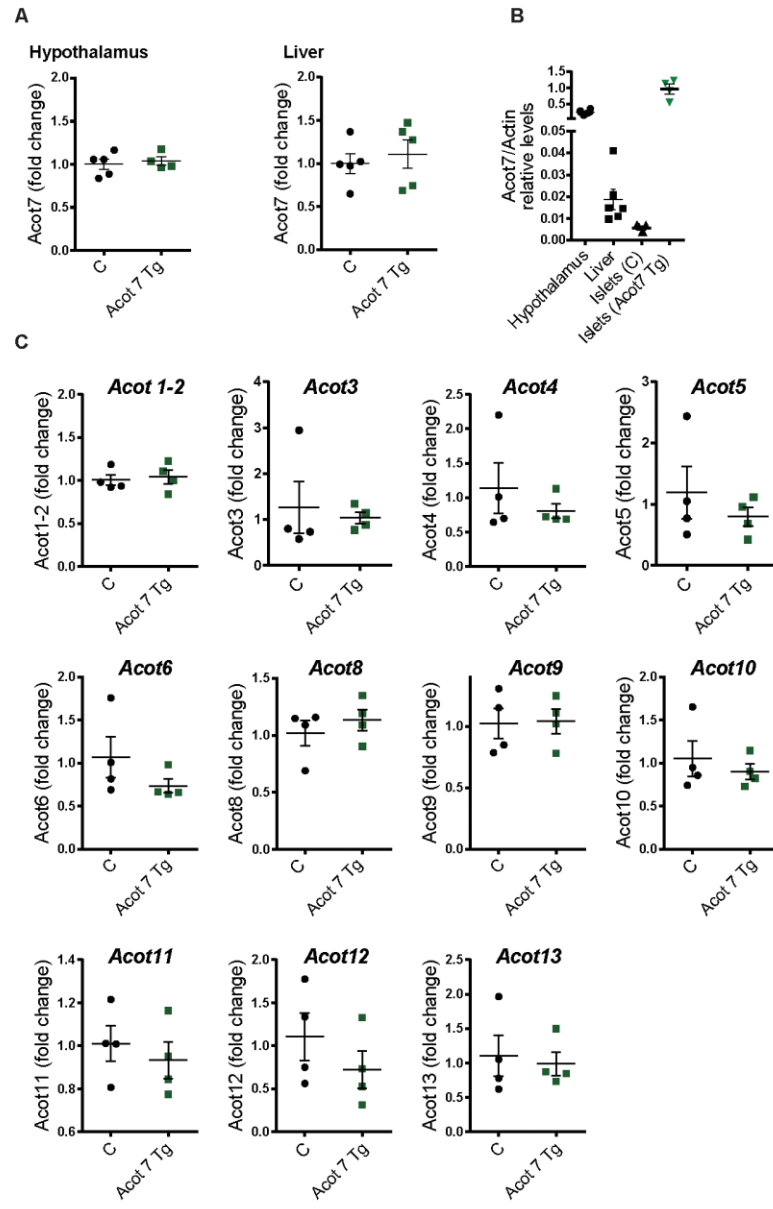 A
Hypothalamus
Acot7 (fold change)
2.0
1.5
1.0
0.5
0.0
C
Acot 7 Tg
Liver
Acot7 (fold change)
2.0
1.5
1.0
0.5
0.0
C
Acot 7 Tg
B
Acot7/Actin
relative levels
1.5
1.0
0.5
0.05
0.04
0.03
0.02
0.01
0.00
Hypothalamus
Liver
Islets (C)
Islets (Acot7 Tg)
C
Acot 1-2
Acot1-2 (fold change)
2.0
1.5
1.0
0.5
0.0
C
Acot 7 Tg
Acot3
Acot3 (fold change)
4
3
2
1
0
C
Acot 7 Tg
Acot4
Acot4 (fold change)
2.5
2.0
1.5
1.0
0.5
0.0
C
Acot 7 Tg
Acot5
Acot5 (fold change)
3
2
1
0
C
Acot 7 Tg
Acot6
Acot6 (fold change)
2.0
1.5
1.0
0.5
0.0
C
Acot 7 Tg
Acot8
Acot8 (fold change)
1.5
1.0
0.5
0.0
C
Acot 7 Tg
Acot9
Acot9 (fold change)
1.0
0.5
0.0
C
Acot 7 Tg
Acot10
Acot10 (fold change)
2.0
1.5
1.0
0.5
0.0
C
Acot 7 Tg
Acot11
Acot11 (fold change)
1.4
1.2
1.0
0.8
0.6
C
Acot 7 Tg
Acot12
Acot12 (fold change)
2.0
1.5
1.0
0.5
0.0
C
Acot 7 Tg
Acot13
Acot13 (fold change)
2.5
2.0
1.5
1.0
0.5
0.0
C
Acot 7 Tg